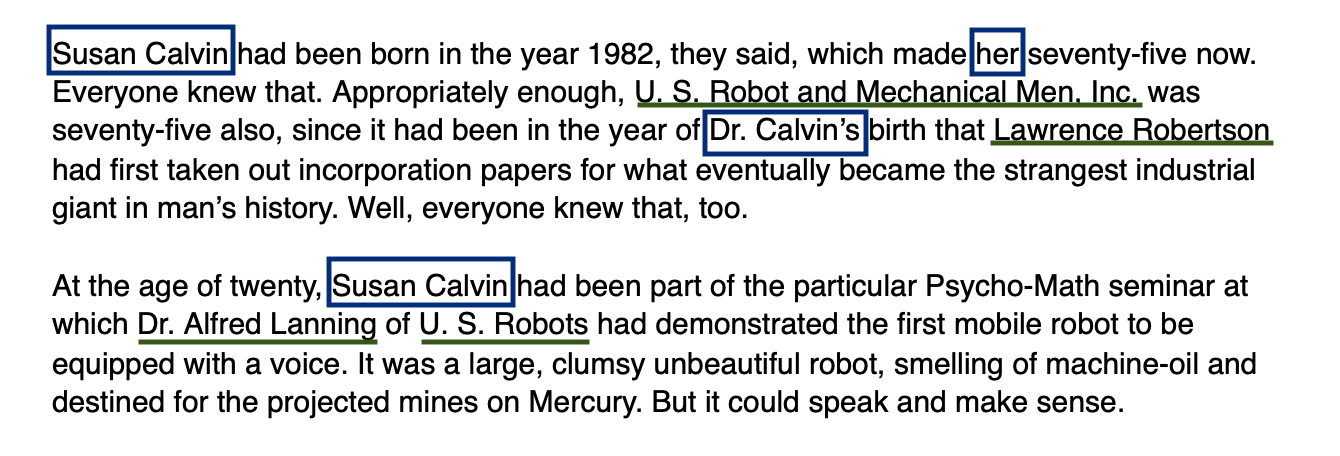 Susan Calvin had been born in the year 1982, they said, which made her seventy-five now.
Everyone knew that. Appropriately enough, U. S. Robot and Mechanical Men, Inc. was
seventy-five also, since it had been in the year of Dr. Calvin’s birth that Lawrence Robertson
had first taken out incorporation papers for what eventually became the strangest industrial
giant in man’s history. Well, everyone knew that, too.
At the age of twenty, Susan Calvin had been part of the particular Psycho-Math seminar at
which Dr. Alfred Lanning of U. S. Robots had demonstrated the first mobile robot to be
equipped with a voice. It was a large, clumsy unbeautiful robot, smelling of machine-oil and
destined for the projected mines on Mercury. But it could speak and make sense.